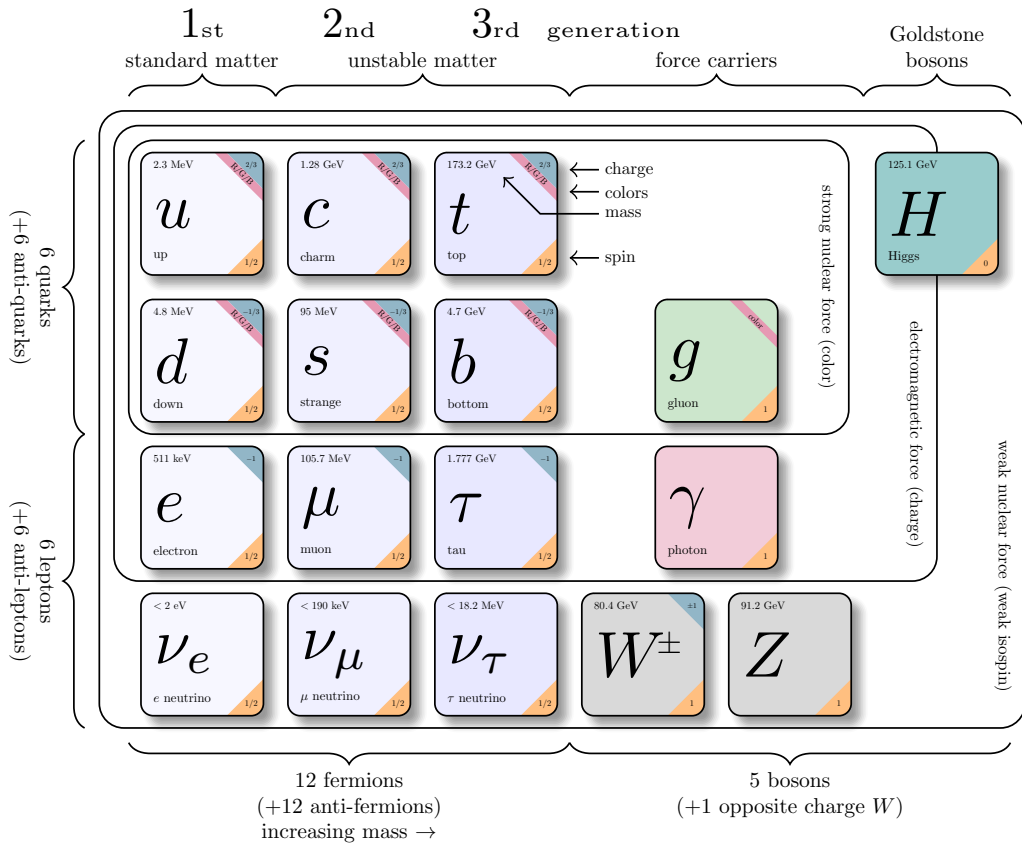 1st 2nd 3rd generation
standard matter
unstable matter
force carriers
Goldstone
bosons
6 quarks
(+6 anti-quarks)
6 leptons
(+6 anti-leptons)
2.3 MeV
2/3
R/G/B
u
up
1/2
1.28 GeV
2/3
R/G/B
c
charm
1/2
173.2 GeV
2/3
R/G/B
t
top
1/2
charge
colors
mass
spin
strong nuclear force (color)
125.1 GeV
H
Higgs
0
4.8 MeV
−1/3
R/G/B
d
down
1/2
95 MeV
−1/3
R/G/B
s
strange
1/2
4.7 GeV
−1/3
R/G/B
b
bottom
1/2
color
g
gluon
1
electromagnetic force (charge)
511 keV
−1
e
electron
1/2
105.7 MeV
−1
μ
muon
1/2
1.777 GeV
−1
τ
tau
1/2
γ
photon
1
weak nuclear force (weak isospin)
< 2 eV
νe
e neutrino
1/2
< 190 keV
νμ
μ neutrino
1/2
< 18.2 MeV
ντ
τ neutrino
1/2
80.4 GeV
±1
W±
1
91.2 GeV
Z
1
12 fermions
(+12 anti-fermions)
increasing mass →
5 bosons
(+1 opposite charge W)